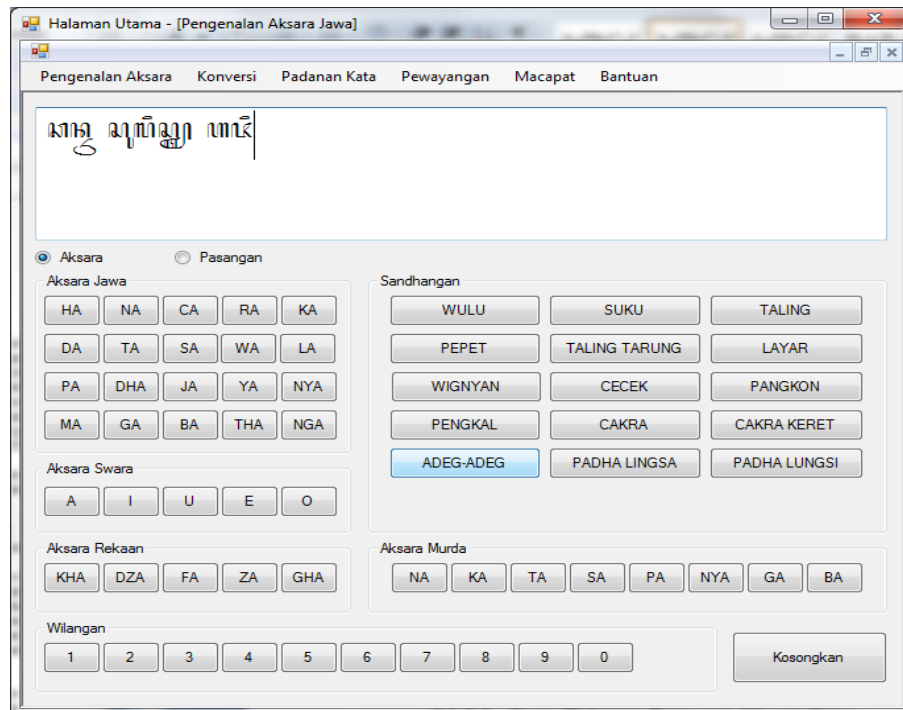 Halaman Utama - [Pengenalan Aksara Jawa]
Pengenalan Aksara Konversi Padanan Kata Pewayangan Macapat Bantuan
Aksara Pasangan
Aksara Jawa
HA NA CA RA KA
DA TA SA WA LA
PA DHA JA YA NYA
MA GA BA THA NGA
Sandhangan
WULU SUKU TALING
PEPET TALING TARUNG LAYAR
WIGNYAN CECEK PANGKON
PENGKAL CAKRA CAKRA KERET
ADEG-ADEG PADHA LINGSA PADHA LUNGSI
Aksara Swara
A I U E O
Aksara Rekaan
KHA DZA FA ZA GHA
Aksara Murda
NA KA TA SA PA NYA GA BA
Wilangan
1 2 3 4 5 6 7 8 9 0
Kosongkan